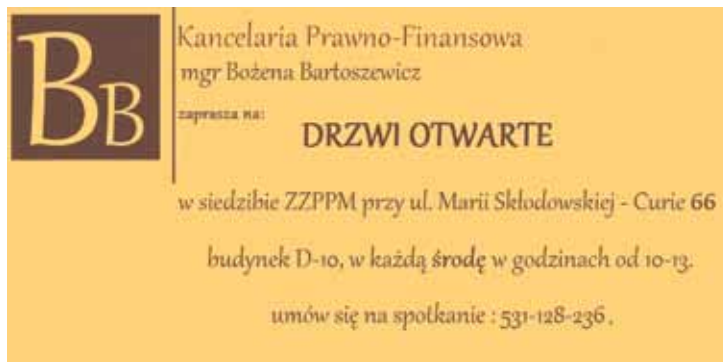 BB
Kancelaria Prawno-Finansowa
mgr Bożena Bartoszewicz
zaprasza na:
DRZWI OTWARTE
w siedzibie ZZPPM przy ul. Marii Skłodowskiej - Curie 66
budynek D-10, w każdą środę w godzinach od 10-13.
umów się na spotkanie : 531-128-236 .